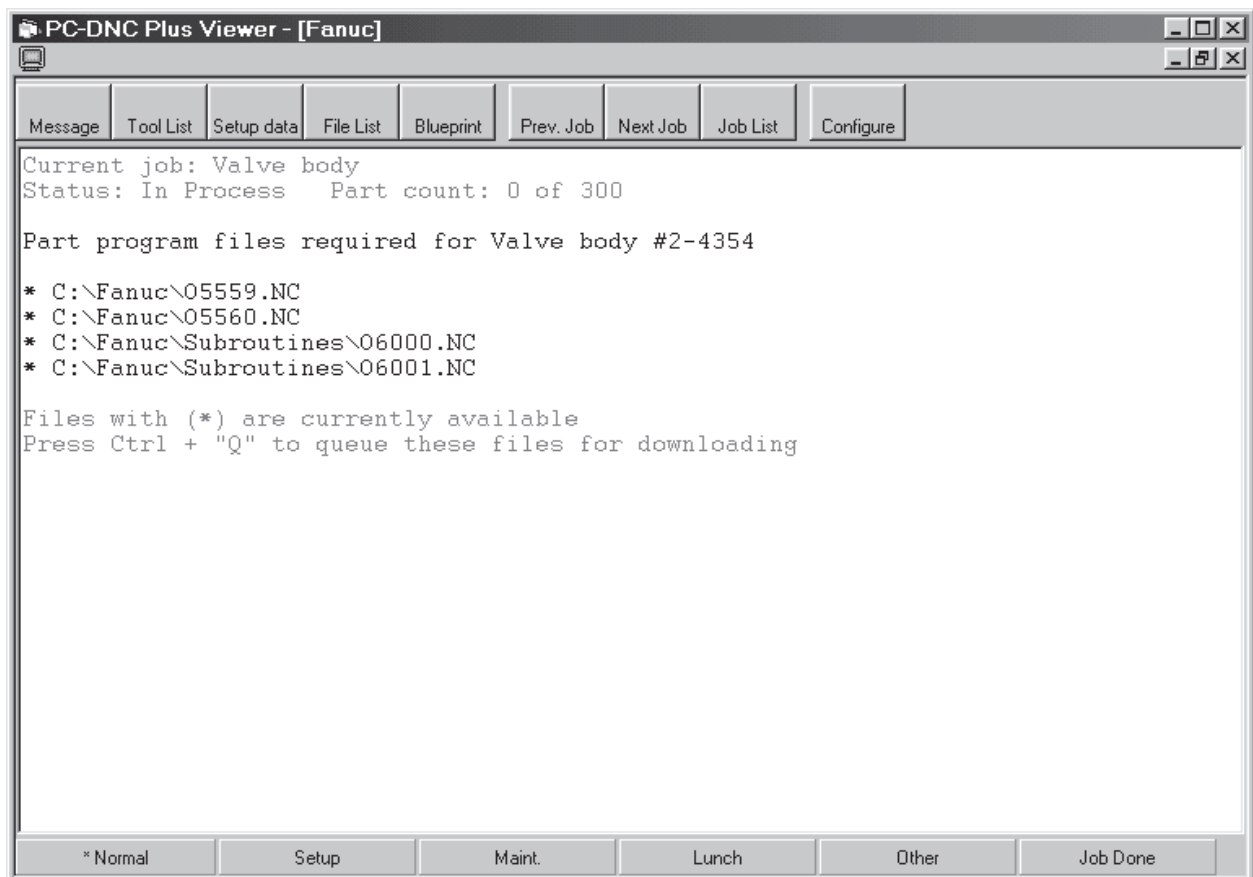 PC-DNC Plus Viewer - [Fanuc]
Message Tool List Setup data File List Blueprint Prev. Job Next Job Job List Configure
Current job: Valve body
Status: In Process Part count: 0 of 300
Part program files required for Valve body #2-4354
* C:\Fanuc\O5559.NC
* C:\Fanuc\O5560.NC
* C:\Fanuc\Subroutines\O6000.NC
* C:\Fanuc\Subroutines\O6001.NC
Files with (*) are currently available
Press Ctrl + "Q" to queue these files for downloading
* Normal Setup Maint. Lunch Other Job Done